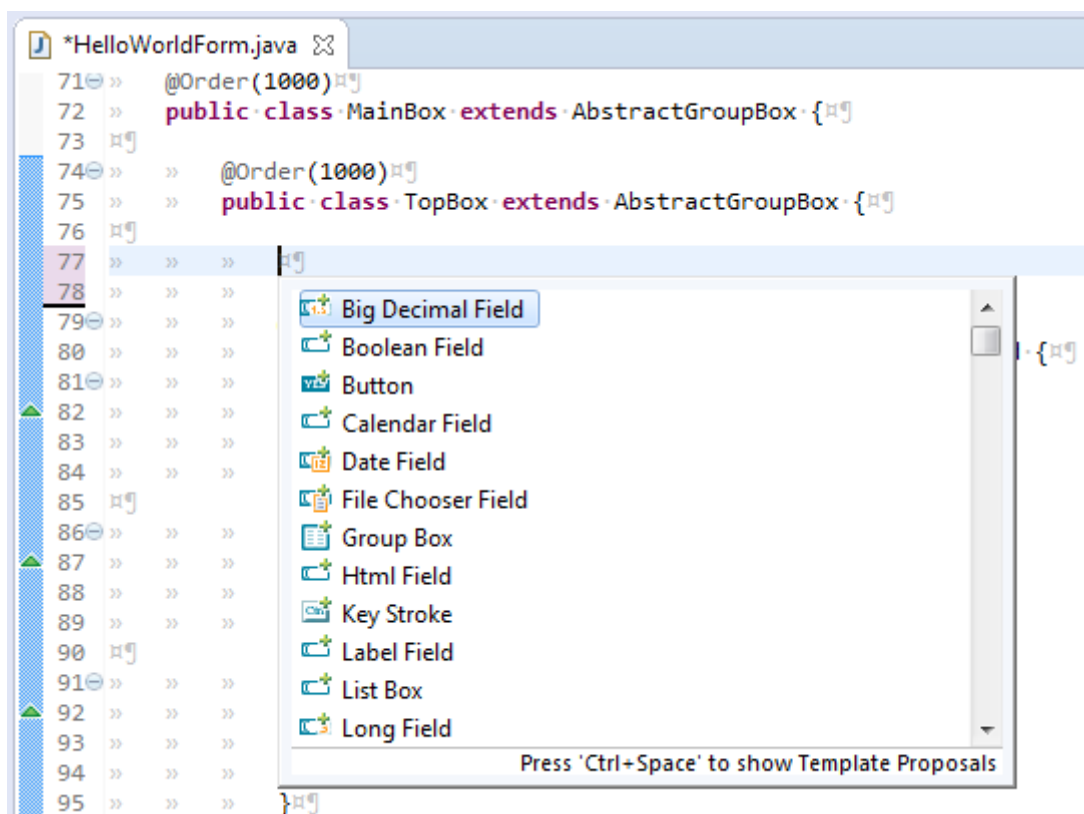 *HelloWorldForm.java
71 @Order(1000)¤¶
72 public·class·MainBox·extends·AbstractGroupBox·{¤¶
73 ¤¶
74 @Order(1000)¤¶
75 public·class·TopBox·extends·AbstractGroupBox·{¤¶
76 ¤¶
77 ¤¶
78
Big Decimal Field
79
80 Boolean Field {¤¶
81 Button
82 Calendar Field
83 Date Field
84
85 ¤¶ File Chooser Field
86 Group Box
87 Html Field
88
89 Key Stroke
90 ¤¶ Label Field
91 List Box
92
93 Long Field
94 Press 'Ctrl+Space' to show Template Proposals
95 }¤¶